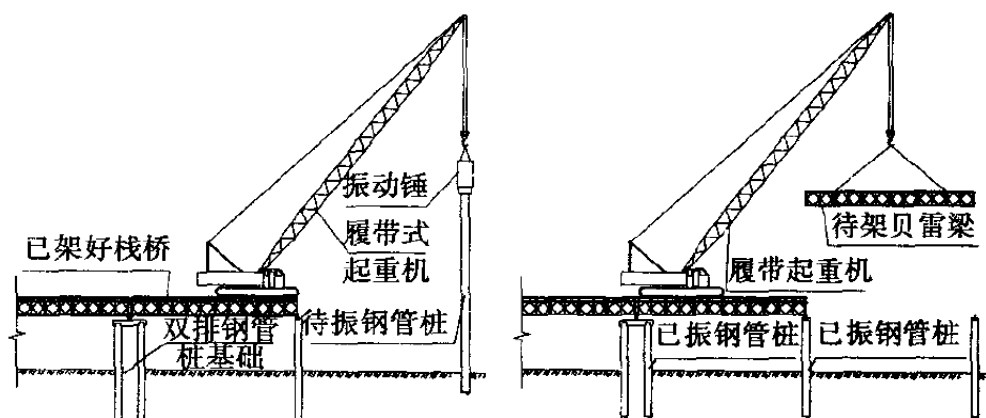 振动锤
履带式
起重机
已架好栈桥
双排钢管
桩基础
待振钢管桩
待架贝雷梁
履带起重机
已振钢管桩
已振钢管桩